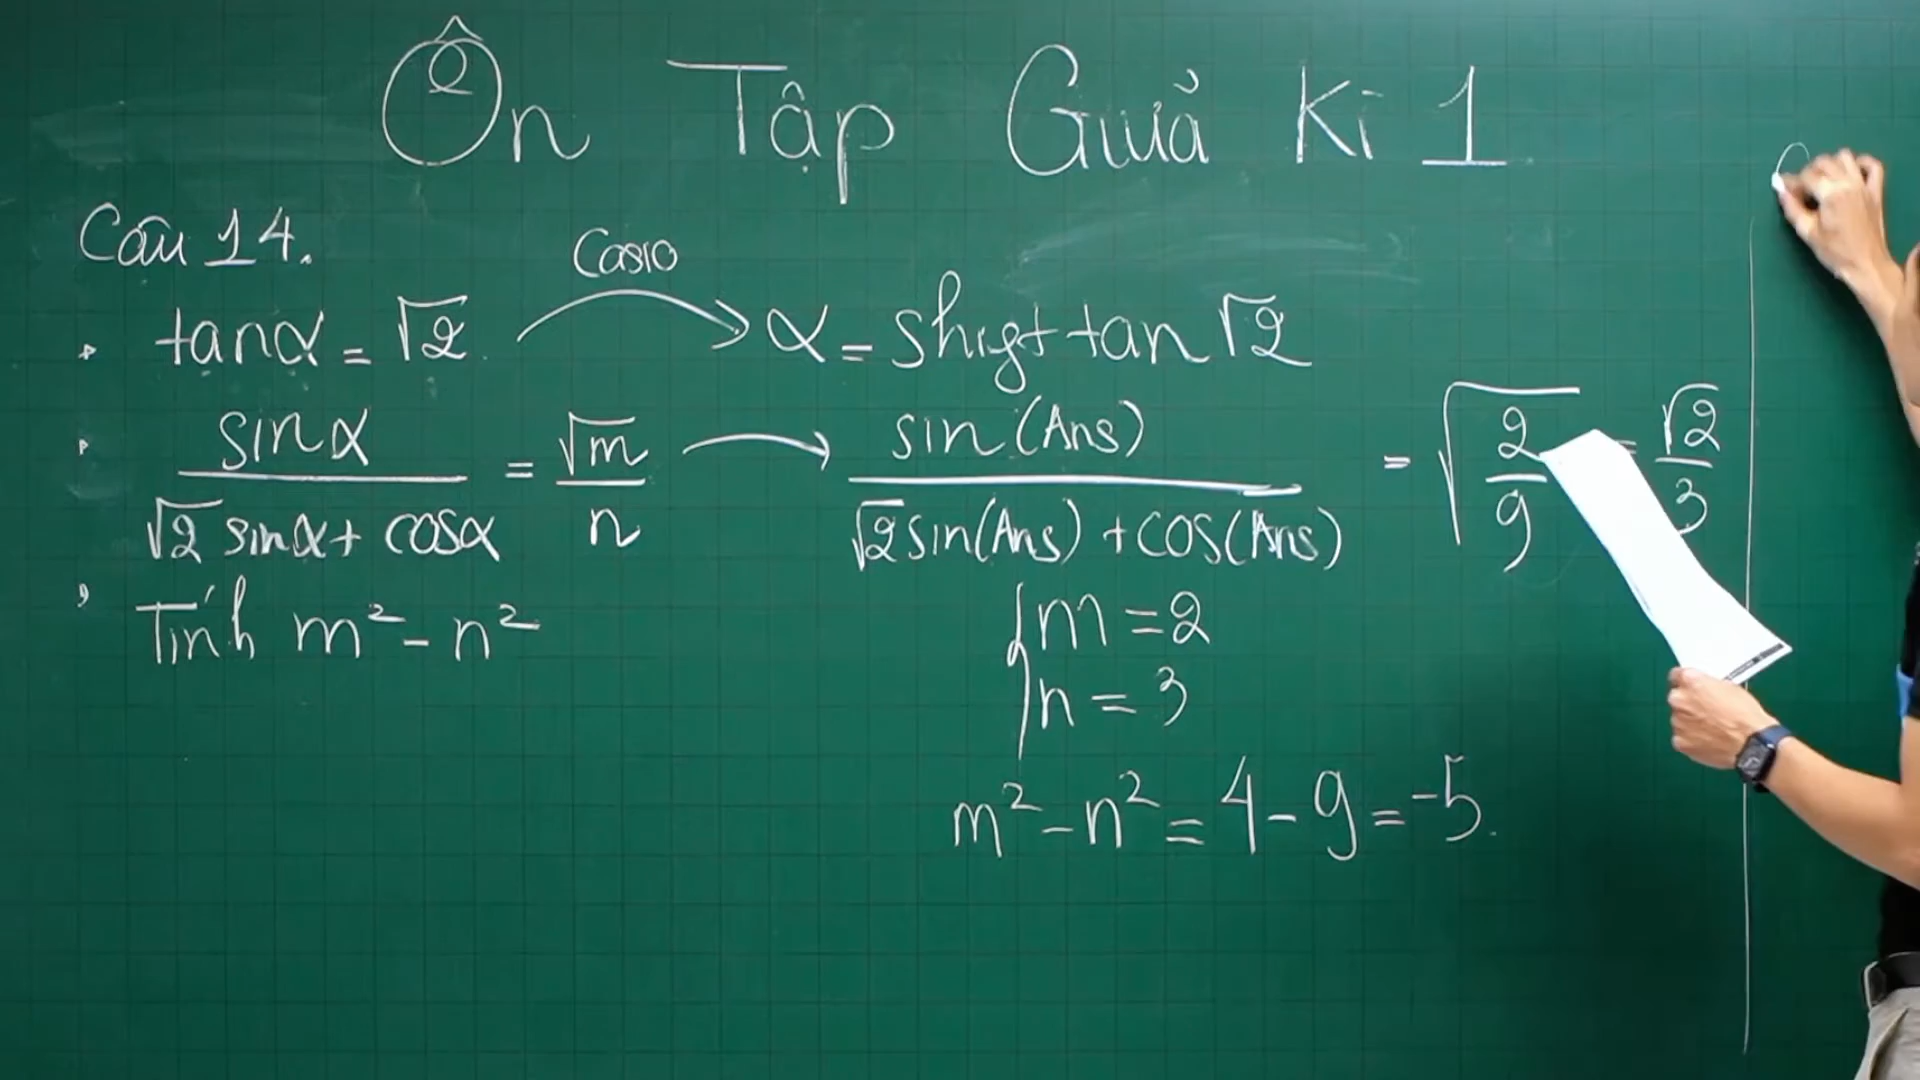 Ôn Tập Giưả Kì 1
Câu 14.
Casio
tanα = √2 → α = shift tan √2
sinα / (√2 sinα + cosα) = √m / n → sin(Ans) / (√2 sin(Ans) + cos(Ans)) = √(2/9) = √2 / 3
Tính m² - n²
{ m = 2
n = 3
m² - n² = 4 - 9 = -5.